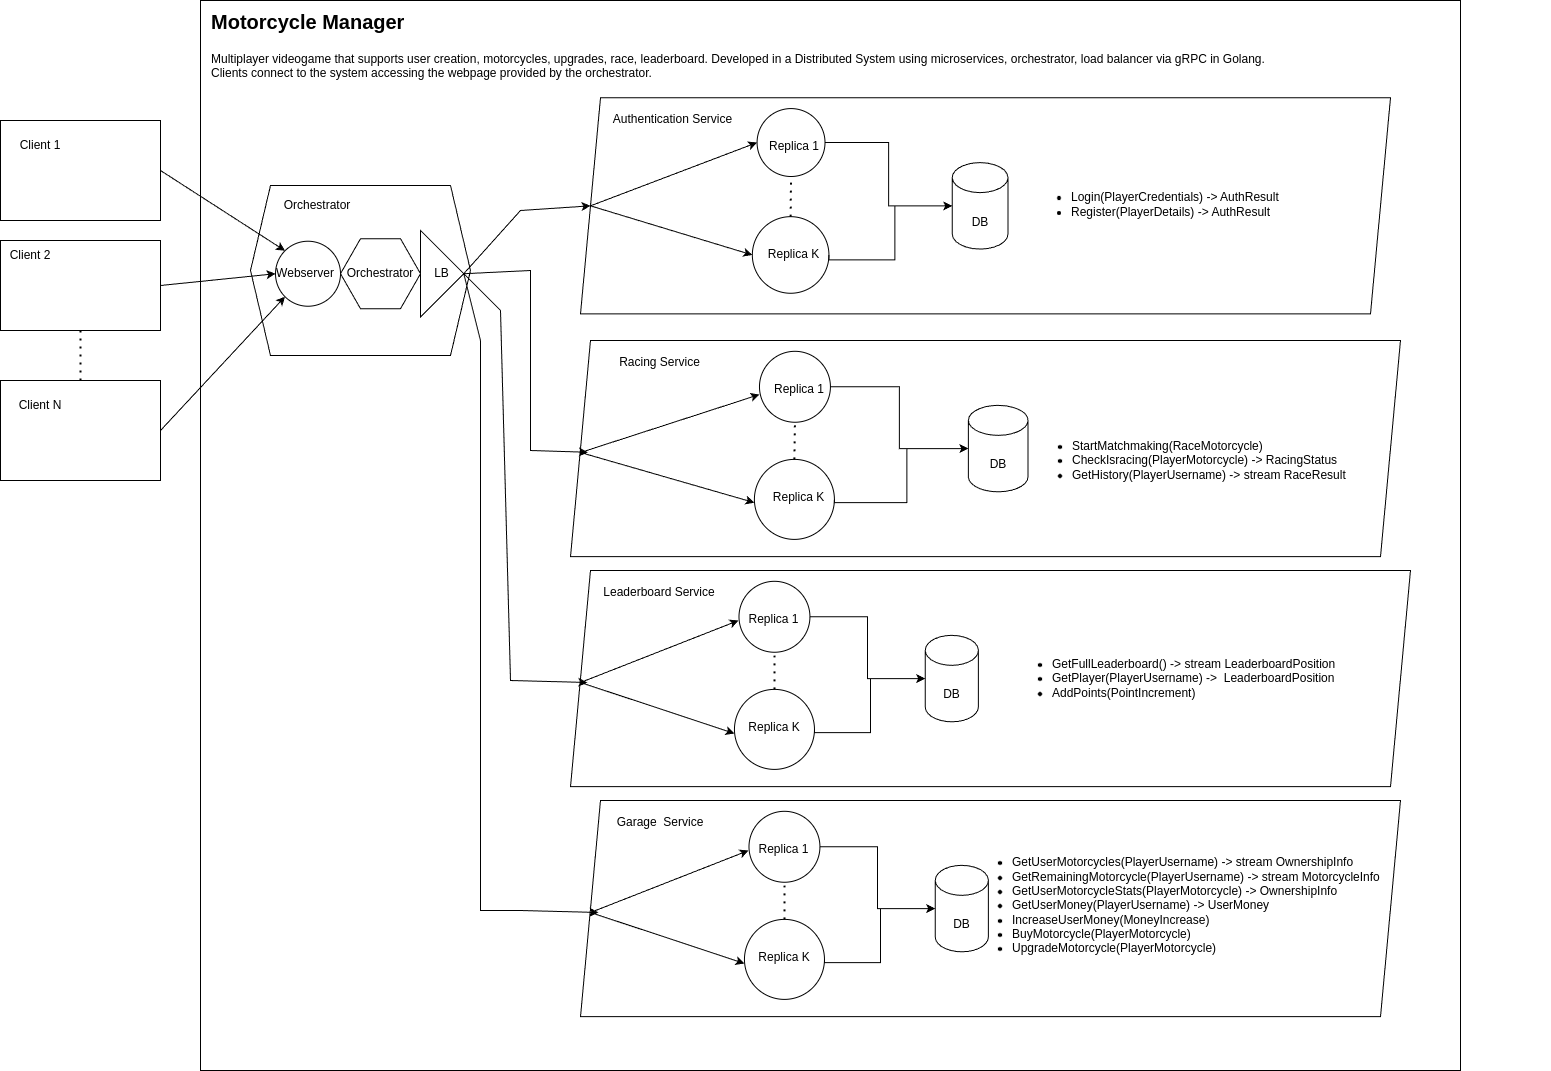 Motorcycle Manager
Multiplayer videogame that supports user creation, motorcycles, upgrades, race, leaderboard. Developed in a Distributed System using microservices, orchestrator, load balancer via gRPC in Golang.
Clients connect to the system accessing the webpage provided by the orchestrator.
Client 1
Client 2
Client N
Orchestrator
Webserver
Orchestrator
LB
Authentication Service
Replica 1
Replica K
DB
Login(PlayerCredentials) -> AuthResult
Register(PlayerDetails) -> AuthResult
Racing Service
Replica 1
Replica K
DB
StartMatchmaking(RaceMotorcycle)
CheckIsracing(PlayerMotorcycle) -> RacingStatus
GetHistory(PlayerUsername) -> stream RaceResult
Leaderboard Service
Replica 1
Replica K
DB
GetFullLeaderboard() -> stream LeaderboardPosition
GetPlayer(PlayerUsername) ->  LeaderboardPosition
AddPoints(PointIncrement)
Garage  Service
Replica 1
Replica K
DB
GetUserMotorcycles(PlayerUsername) -> stream OwnershipInfo
GetRemainingMotorcycle(PlayerUsername) -> stream MotorcycleInfo
GetUserMotorcycleStats(PlayerMotorcycle) -> OwnershipInfo
GetUserMoney(PlayerUsername) -> UserMoney
IncreaseUserMoney(MoneyIncrease)
BuyMotorcycle(PlayerMotorcycle)
UpgradeMotorcycle(PlayerMotorcycle)